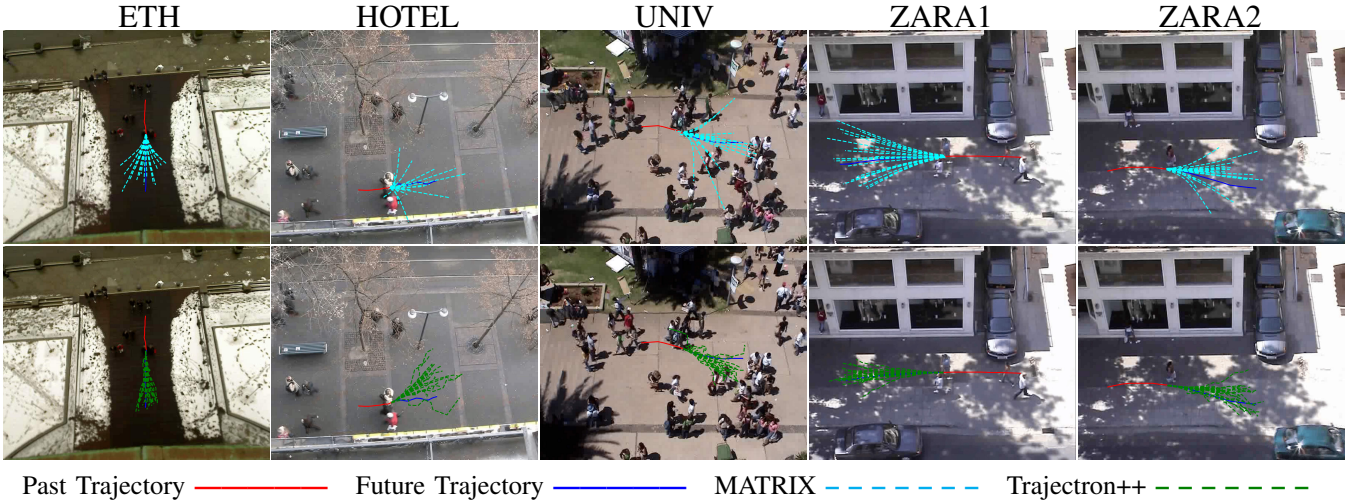 ETH HOTEL UNIV ZARA1 ZARA2
Past Trajectory Future Trajectory MATRIX Trajectron++